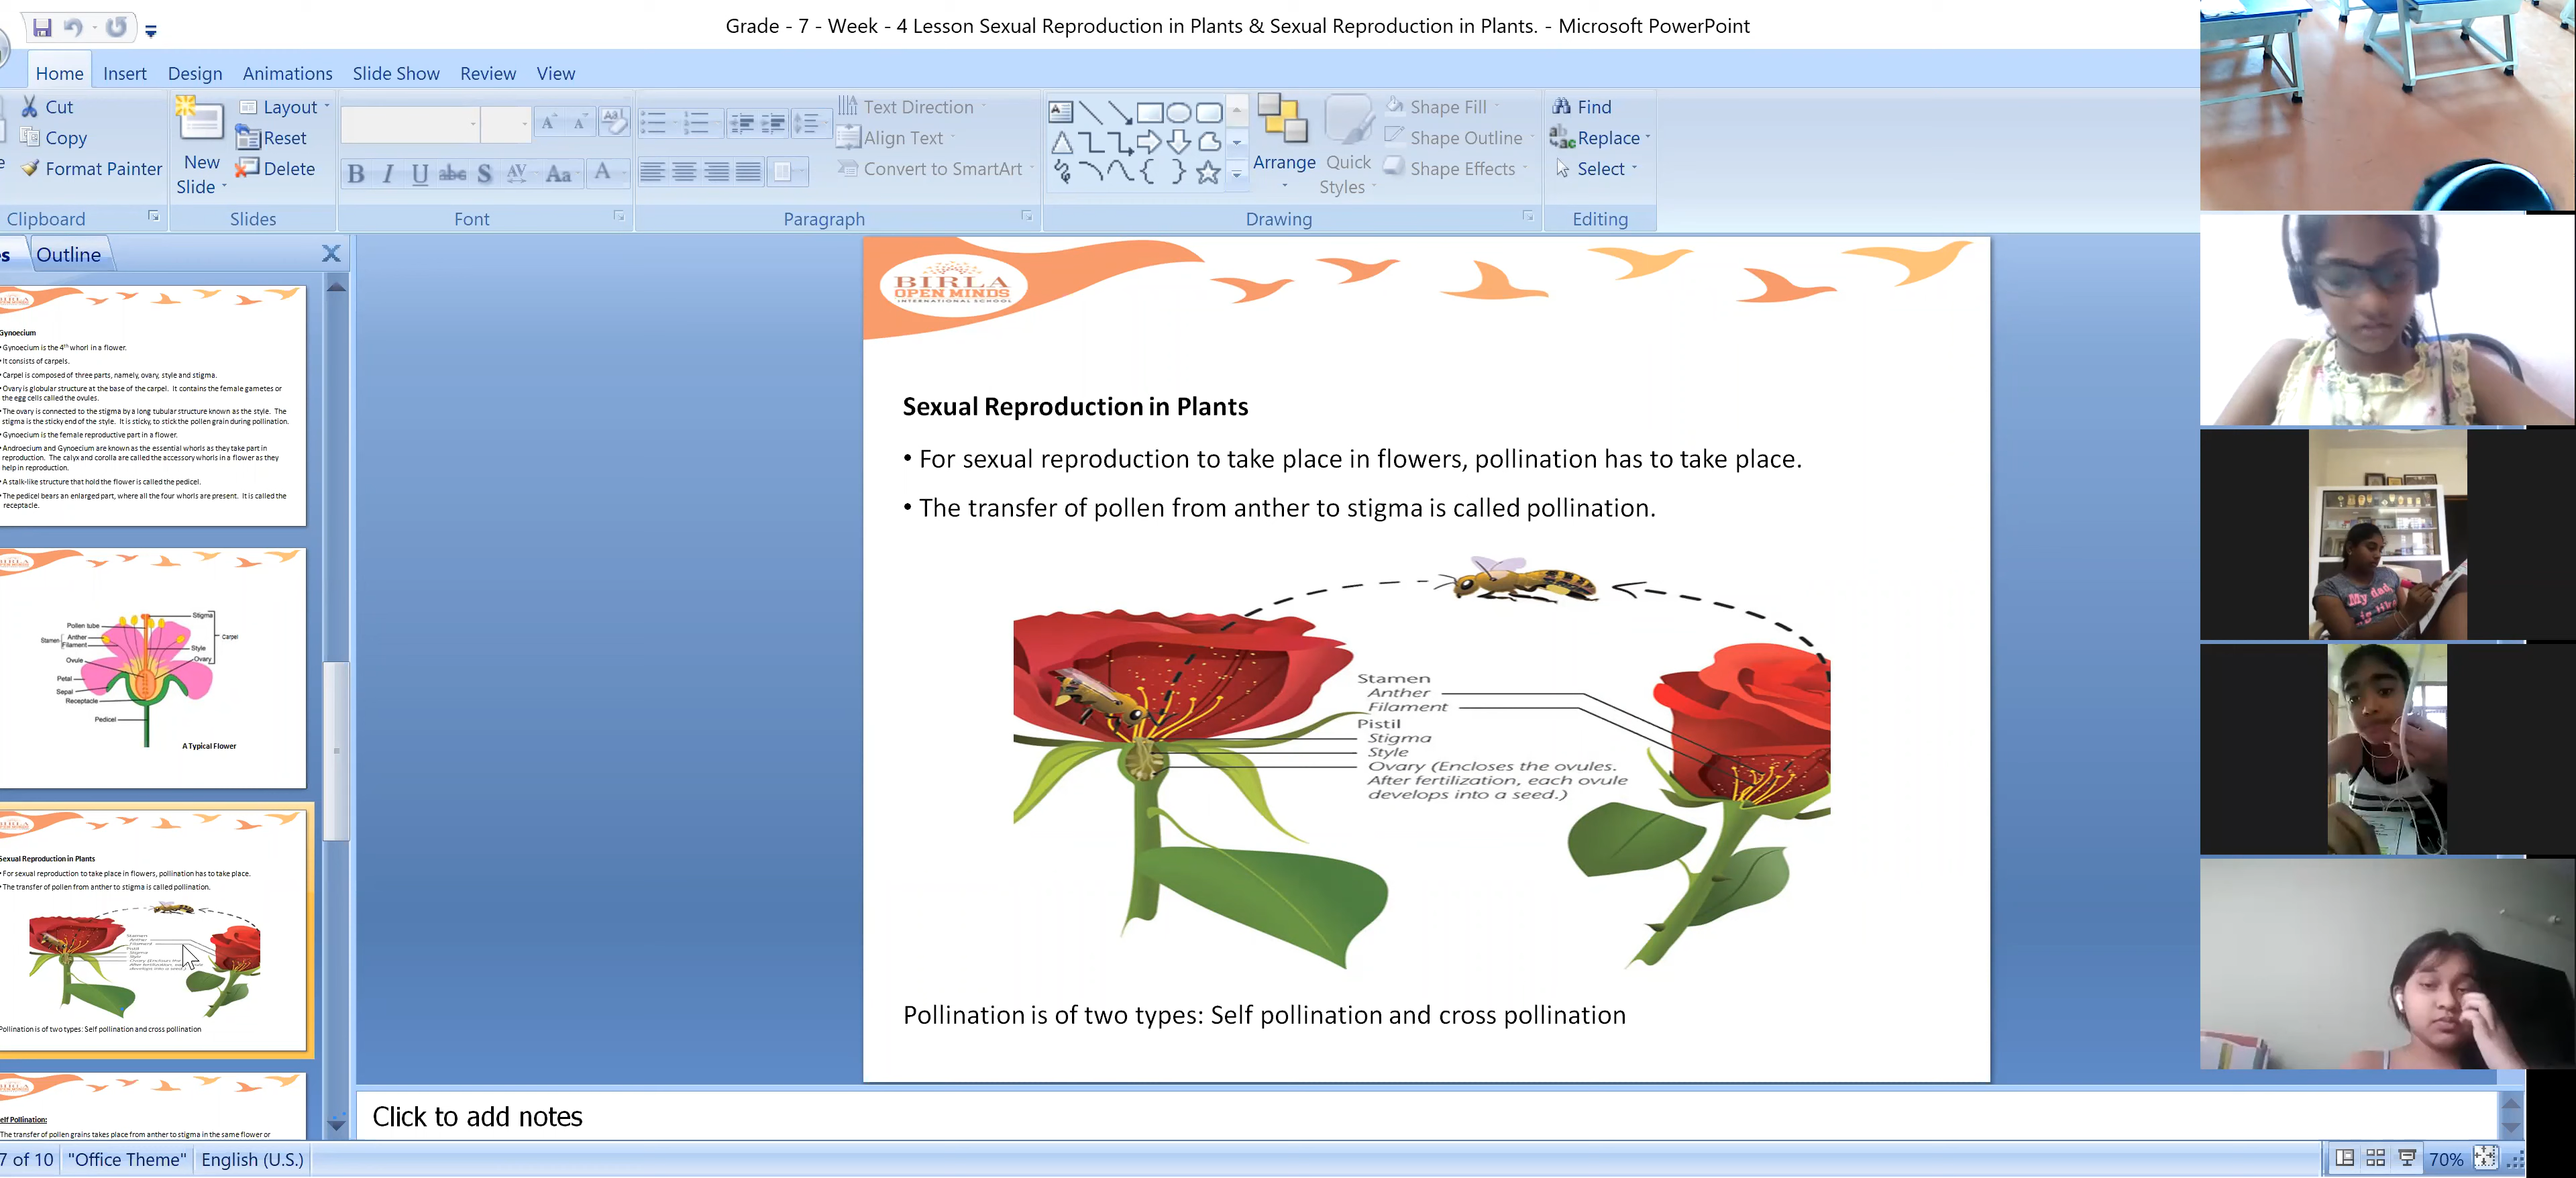 Grade - 7 - Week - 4 Lesson Sexual Reproduction in Plants & Sexual Reproduction in Plants. - Microsoft PowerPoint
Home Insert Design Animations Slide Show Review View
Cut
Copy
Format Painter
Clipboard
New Slide
Layout
Reset
Delete
Slides
B I U abc S AV Aa A
Font
Text Direction
Align Text
Convert to SmartArt
Paragraph
Arrange
Quick Styles
Shape Fill
Shape Outline
Shape Effects
Drawing
Find
Replace
Select
Editing
Outline
Gynoecium
• Gynoecium is the 4th whorl in a flower.
• It consists of carpels.
• Carpel is composed of three parts, namely, ovary, style and stigma.
• Ovary is globular structure at the base of the carpel. It contains the female gametes or
the egg cells called the ovules.
• The ovary is connected to the stigma by a long tubular structure known as the style. The
stigma is the sticky end of the style. It is sticky, to stick the pollen grain during pollination.
• Gynoecium is the female reproductive part in a flower.
• Androecium and Gynoecium are known as the essential whorls as they take part in
reproduction. The calyx and corolla are called the accessory whorls in a flower as they
help in reproduction.
• A stalk-like structure that hold the flower is called the pedicel.
• The pedicel bears an enlarged part, where all the four whorls are present. It is called the
receptacle.
Stigma
Pollen tube
Stamen
Anther
Filament
Carpel
Style
Ovule
Ovary
Petal
Sepal
Receptacle
Pedicel
A Typical Flower
Sexual Reproduction in Plants
• For sexual reproduction to take place in flowers, pollination has to take place.
• The transfer of pollen from anther to stigma is called pollination.
Stamen
Anther
Filament
Pistil
Stigma
Style
Pollination is of two types: Self pollination and cross pollination
elf Pollination:
The transfer of pollen grains takes place from anther to stigma in the same flower or
BIRLA
OPEN MINDS
INTERNATIONAL SCHOOL
Sexual Reproduction in Plants
• For sexual reproduction to take place in flowers, pollination has to take place.
• The transfer of pollen from anther to stigma is called pollination.
Stamen
Anther
Filament
Pistil
Stigma
Style
Ovary (Encloses the ovules.
After fertilization, each ovule
develops into a seed.)
Pollination is of two types: Self pollination and cross pollination
Click to add notes
7 of 10 "Office Theme" English (U.S.)
70%
My dad
is